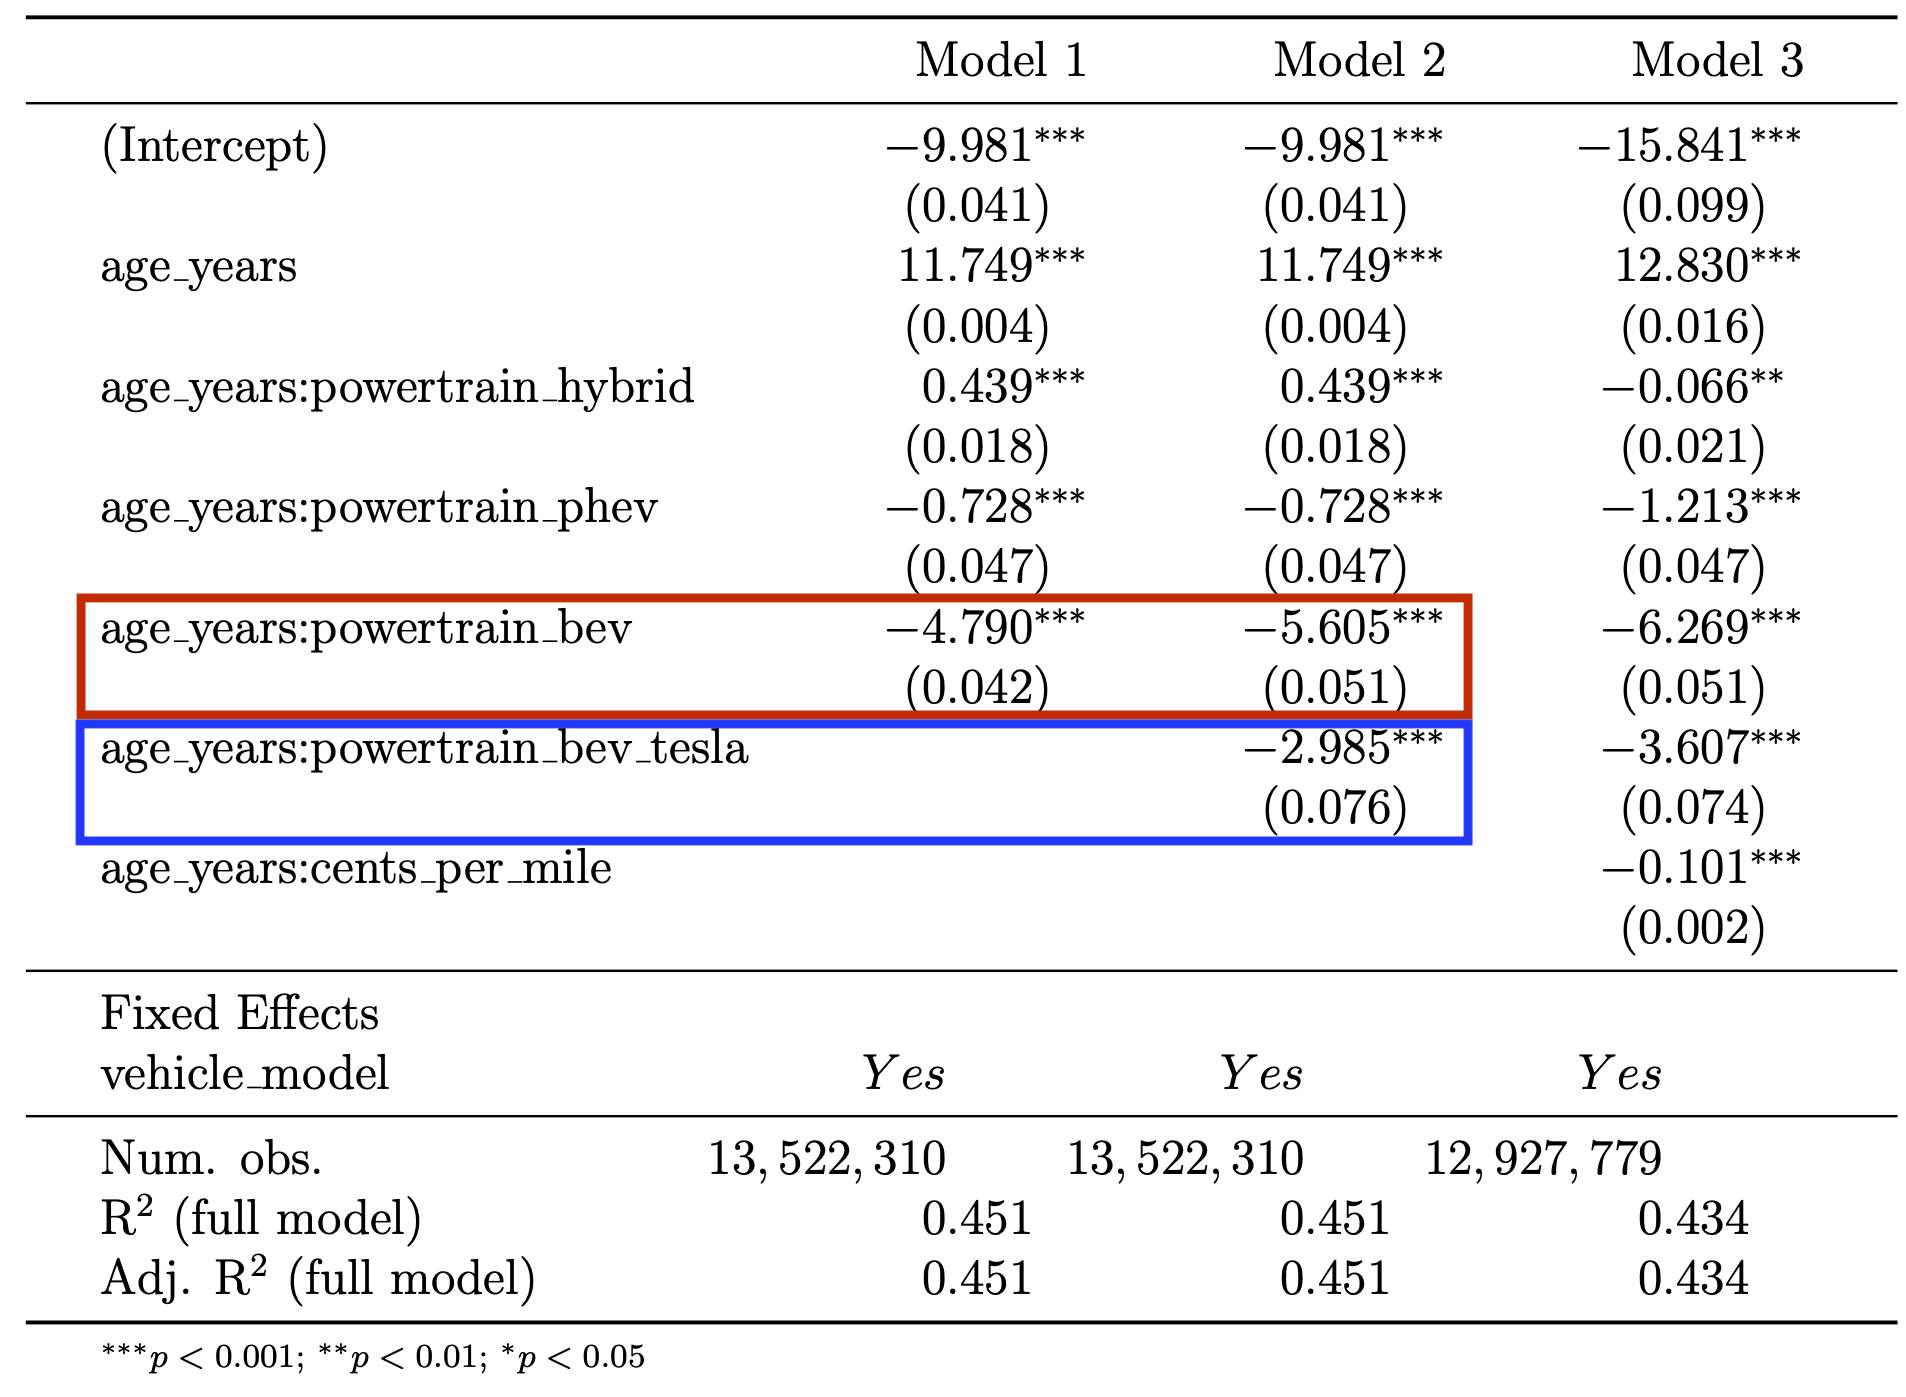 Model 1 Model 2 Model 3
(Intercept) −9.981*** −9.981*** −15.841***
(0.041) (0.041) (0.099)
age_years 11.749*** 11.749*** 12.830***
(0.004) (0.004) (0.016)
age_years:powertrain_hybrid 0.439*** 0.439*** −0.066**
(0.018) (0.018) (0.021)
age_years:powertrain_phev −0.728*** −0.728*** −1.213***
(0.047) (0.047) (0.047)
age_years:powertrain_bev −4.790*** −5.605*** −6.269***
(0.042) (0.051) (0.051)
age_years:powertrain_bev_tesla −2.985*** −3.607***
(0.076) (0.074)
age_years:cents_per_mile −0.101***
(0.002)
Fixed Effects
vehicle_model Yes Yes Yes
Num. obs. 13,522,310 13,522,310 12,927,779
R² (full model) 0.451 0.451 0.434
Adj. R² (full model) 0.451 0.451 0.434
***p < 0.001; **p < 0.01; *p < 0.05